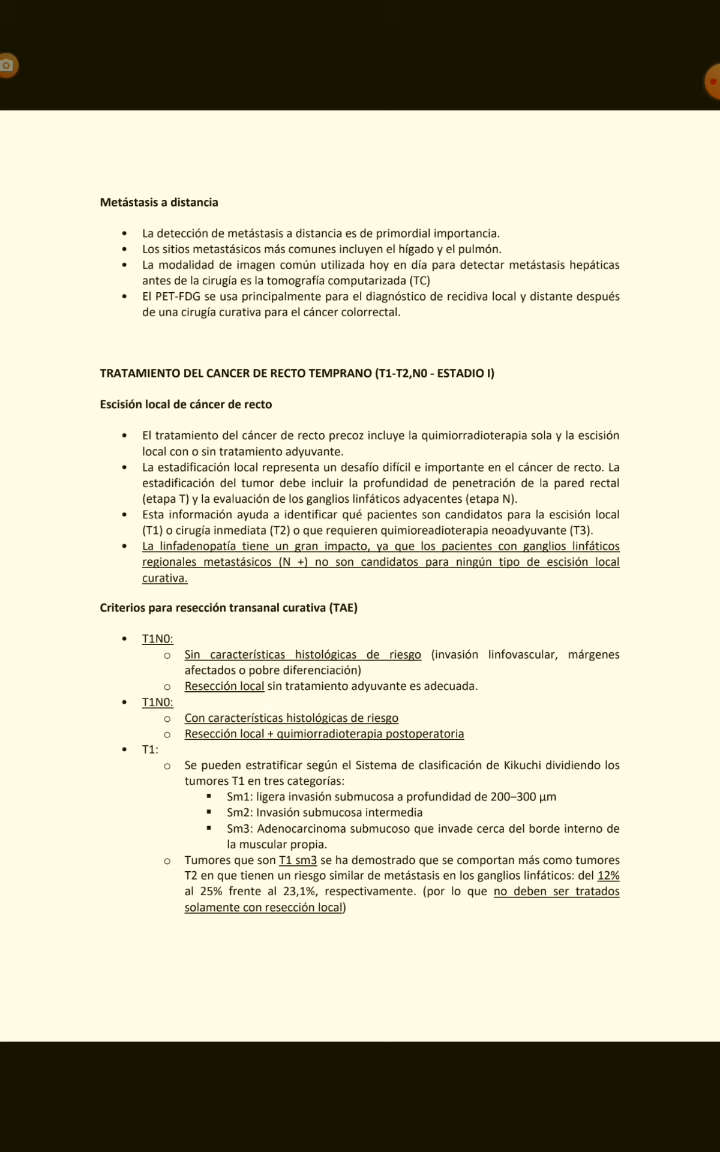 Metástasis a distancia
• La detección de metástasis a distancia es de primordial importancia.
• Los sitios metastásicos más comunes incluyen el hígado y el pulmón.
• La modalidad de imagen común utilizada hoy en día para detectar metástasis hepáticas
antes de la cirugía es la tomografía computarizada (TC)
• El PET-FDG se usa principalmente para el diagnóstico de recidiva local y distante después
de una cirugía curativa para el cáncer colorrectal.
TRATAMIENTO DEL CANCER DE RECTO TEMPRANO (T1-T2,N0 - ESTADIO I)
Escisión local de cáncer de recto
• El tratamiento del cáncer de recto precoz incluye la quimiorradioterapia sola y la escisión
local con o sin tratamiento adyuvante.
• La estadificación local representa un desafío difícil e importante en el cáncer de recto. La
estadificación del tumor debe incluir la profundidad de penetración de la pared rectal
(etapa T) y la evaluación de los ganglios linfáticos adyacentes (etapa N).
• Esta información ayuda a identificar qué pacientes son candidatos para la escisión local
(T1) o cirugía inmediata (T2) o que requieren quimioreadioterapia neoadyuvante (T3).
• La linfadenopatía tiene un gran impacto, ya que los pacientes con ganglios linfáticos
regionales metastásicos (N +) no son candidatos para ningún tipo de escisión local
curativa.
Criterios para resección transanal curativa (TAE)
• T1N0:
o Sin características histológicas de riesgo (invasión linfovascular, márgenes
afectados o pobre diferenciación)
o Resección local sin tratamiento adyuvante es adecuada.
• T1N0:
o Con características histológicas de riesgo
o Resección local + quimiorradioterapia postoperatoria
• T1:
o Se pueden estratificar según el Sistema de clasificación de Kikuchi dividiendo los
tumores T1 en tres categorías:
▪ Sm1: ligera invasión submucosa a profundidad de 200–300 μm
▪ Sm2: Invasión submucosa intermedia
▪ Sm3: Adenocarcinoma submucoso que invade cerca del borde interno de
la muscular propia.
o Tumores que son T1 sm3 se ha demostrado que se comportan más como tumores
T2 en que tienen un riesgo similar de metástasis en los ganglios linfáticos: del 12%
al 25% frente al 23,1%, respectivamente. (por lo que no deben ser tratados
solamente con resección local)